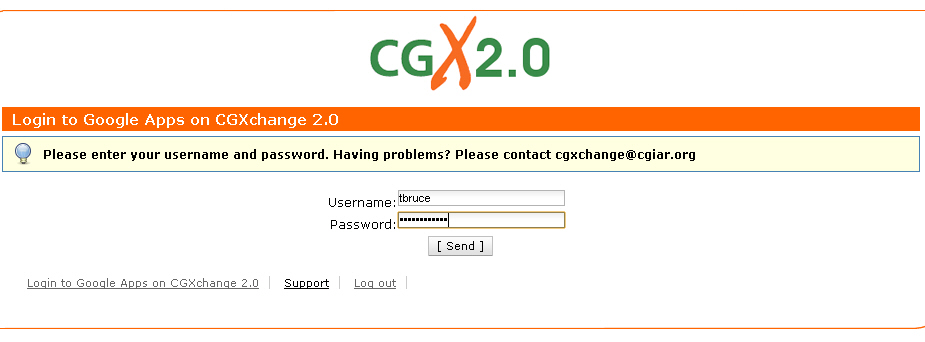 CGX2.0
Login to Google Apps on CGXchange 2.0
Please enter your username and password. Having problems? Please contact cgxchange@cgiar.org
Username: tbruce
Password: ••••••••••••
[ Send ]
Login to Google Apps on CGXchange 2.0 Support Log out